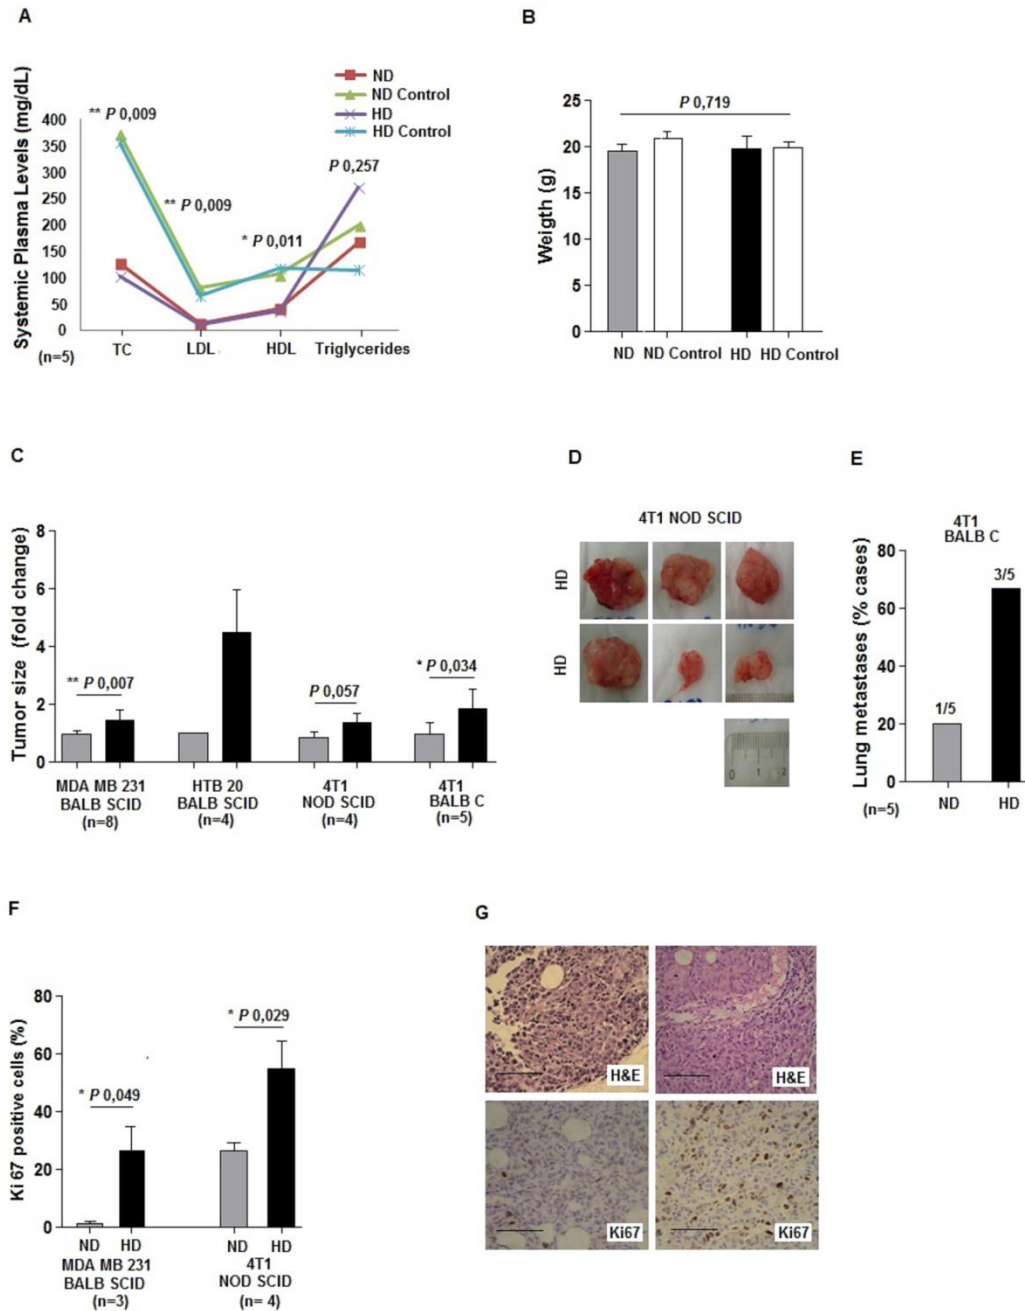 A
ND
ND Control
HD
HD Control
Systemic Plasma Levels (mg/dL)
400
350
300
250
200
150
100
50
0
** P 0,009
** P 0,009
* P 0,011
P 0,257
(n=5)
TC
LDL
HDL
Triglycerides
B
P 0,719
Weigth (g)
25
20
15
10
5
0
ND
ND Control
HD
HD Control
C
Tumor size (fold change)
8
6
4
2
0
** P 0,007
P 0,057
* P 0,034
MDA MB 231
BALB SCID
(n=8)
HTB 20
BALB SCID
(n=4)
4T1
NOD SCID
(n=4)
4T1
BALB C
(n=5)
D
4T1 NOD SCID
HD
HD
0 1 2
E
4T1
BALB C
Lung metastases (% cases)
80
60
40
20
0
1/5
3/5
(n=5)
ND
HD
F
Ki 67 positive cells (%)
80
60
40
20
0
* P 0,049
* P 0,029
ND
HD
MDA MB 231
BALB SCID
(n=3)
ND
HD
4T1
NOD SCID
(n= 4)
G
H&E
H&E
Ki67
Ki67